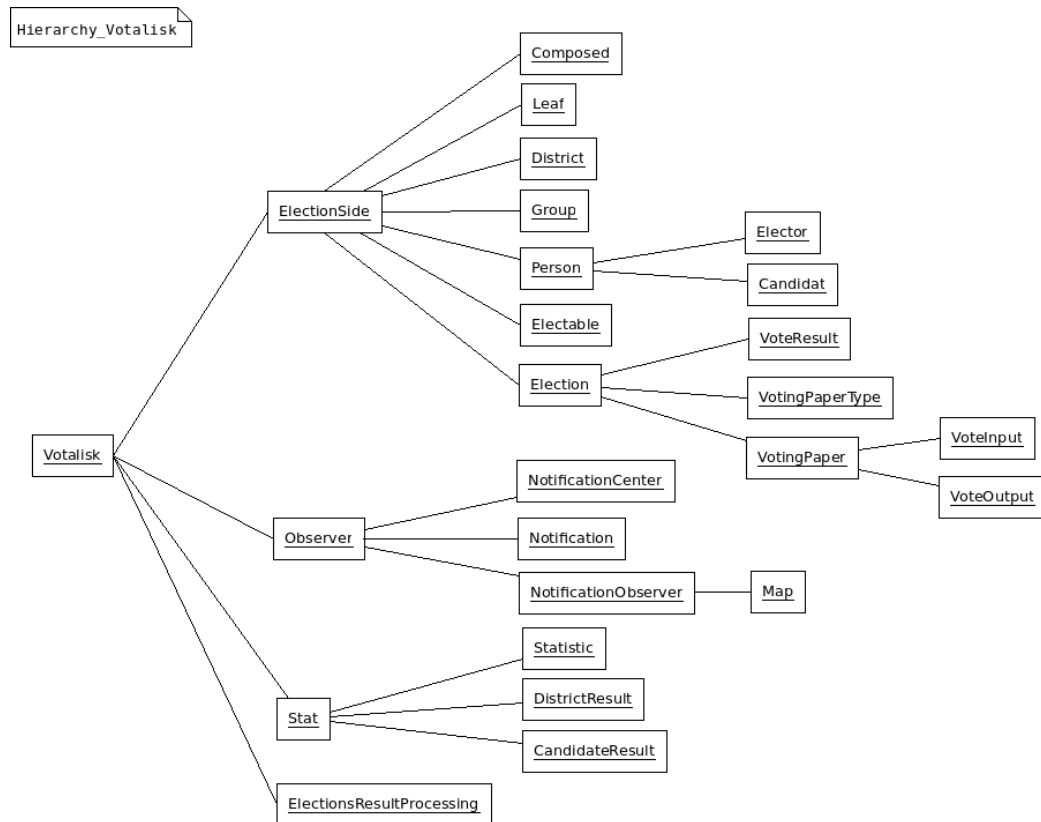 Hierarchy_Votalisk
Composed
Leaf
District
ElectionSide
Group
Elector
Person
Candidat
Electable
VoteResult
Election
VotingPaperType
VoteInput
Votalisk
VotingPaper
NotificationCenter
VoteOutput
Observer
Notification
NotificationObserver
Map
Statistic
DistrictResult
Stat
CandidateResult
ElectionsResultProcessing